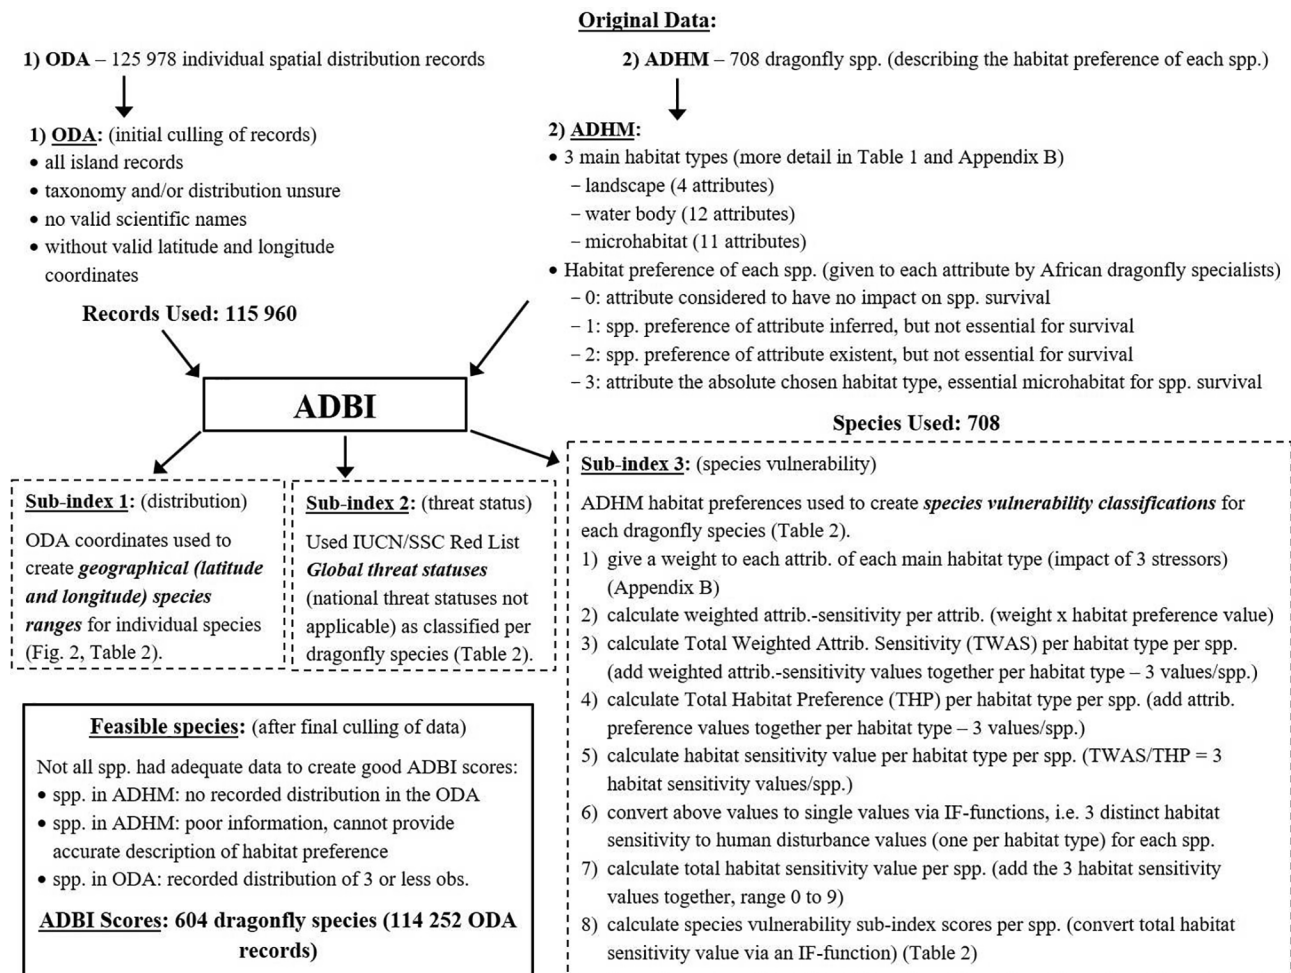 Original Data:
1) ODA – 125 978 individual spatial distribution records
2) ADHM – 708 dragonfly spp. (describing the habitat preference of each spp.)
1) ODA: (initial culling of records)
• all island records
• taxonomy and/or distribution unsure
• no valid scientific names
• without valid latitude and longitude
coordinates
Records Used: 115 960
2) ADHM:
• 3 main habitat types (more detail in Table 1 and Appendix B)
– landscape (4 attributes)
– water body (12 attributes)
– microhabitat (11 attributes)
• Habitat preference of each spp. (given to each attribute by African dragonfly specialists)
– 0: attribute considered to have no impact on spp. survival
– 1: spp. preference of attribute inferred, but not essential for survival
– 2: spp. preference of attribute existent, but not essential for survival
– 3: attribute the absolute chosen habitat type, essential microhabitat for spp. survival
Species Used: 708
ADBI
Sub-index 1: (distribution)
ODA coordinates used to
create geographical (latitude
and longitude) species
ranges for individual species
(Fig. 2, Table 2).
Sub-index 2: (threat status)
Used IUCN/SSC Red List
Global threat statuses
(national threat statuses not
applicable) as classified per
dragonfly species (Table 2).
Sub-index 3: (species vulnerability)
ADHM habitat preferences used to create species vulnerability classifications for
each dragonfly species (Table 2).
1) give a weight to each attrib. of each main habitat type (impact of 3 stressors)
(Appendix B)
2) calculate weighted attrib.-sensitivity per attrib. (weight x habitat preference value)
3) calculate Total Weighted Attrib. Sensitivity (TWAS) per habitat type per spp.
(add weighted attrib.-sensitivity values together per habitat type – 3 values/spp.)
4) calculate Total Habitat Preference (THP) per habitat type per spp. (add attrib.
preference values together per habitat type – 3 values/spp.)
5) calculate habitat sensitivity value per habitat type per spp. (TWAS/THP = 3
habitat sensitivity values/spp.)
6) convert above values to single values via IF-functions, i.e. 3 distinct habitat
sensitivity to human disturbance values (one per habitat type) for each spp.
7) calculate total habitat sensitivity value per spp. (add the 3 habitat sensitivity
values together, range 0 to 9)
8) calculate species vulnerability sub-index scores per spp. (convert total habitat
sensitivity value via an IF-function) (Table 2)
Feasible species: (after final culling of data)
Not all spp. had adequate data to create good ADBI scores:
• spp. in ADHM: no recorded distribution in the ODA
• spp. in ADHM: poor information, cannot provide
accurate description of habitat preference
• spp. in ODA: recorded distribution of 3 or less obs.
ADBI Scores: 604 dragonfly species (114 252 ODA
records)